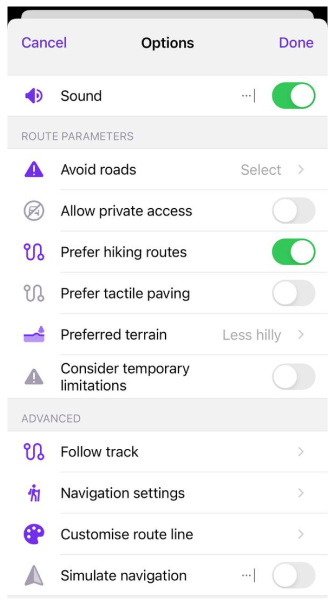 Cancel Options Done
Sound
ROUTE PARAMETERS
Avoid roads Select
Allow private access
Prefer hiking routes
Prefer tactile paving
Preferred terrain Less hilly
Consider temporary
limitations
ADVANCED
Follow track
Navigation settings
Customise route line
Simulate navigation